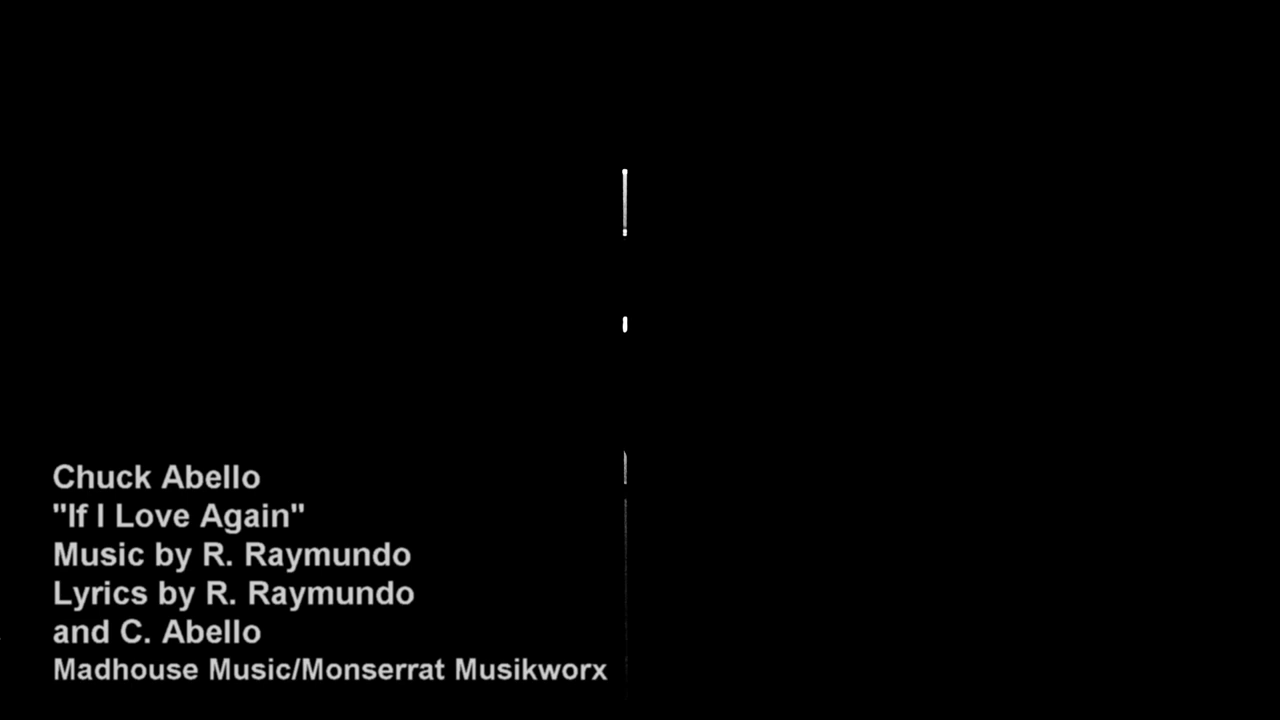 Chuck Abello
"If I Love Again"
Music by R. Raymundo
Lyrics by R. Raymundo
and C. Abello
Madhouse Music/Monserrat Musikworx